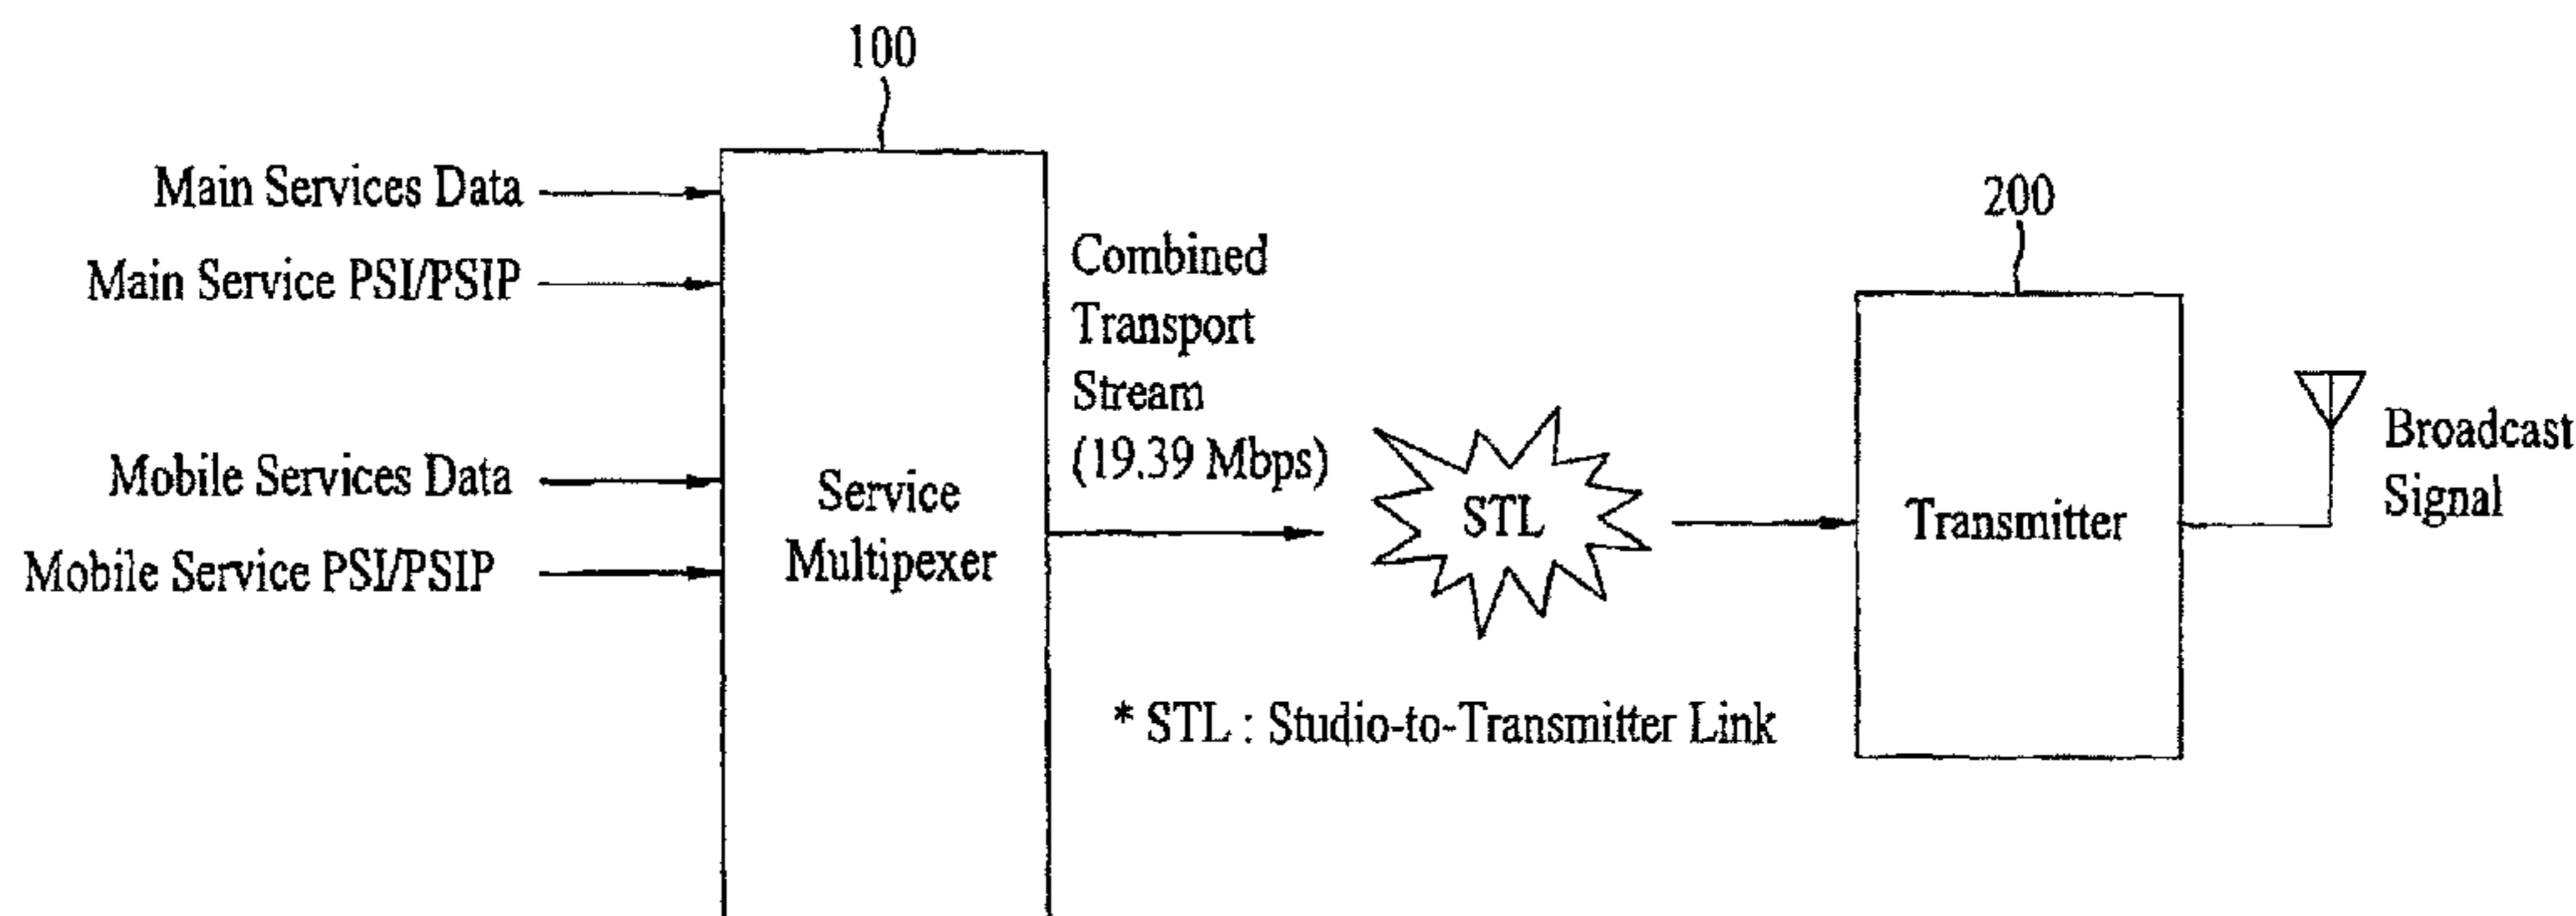 100
Main Services Data
Main Service PSI/PSIP
Mobile Services Data
Mobile Service PSI/PSIP
Service
Multipexer
Combined
Transport
Stream
(19.39 Mbps)
STL
* STL : Studio-to-Transmitter Link
200
Transmitter
Broadcast
Signal